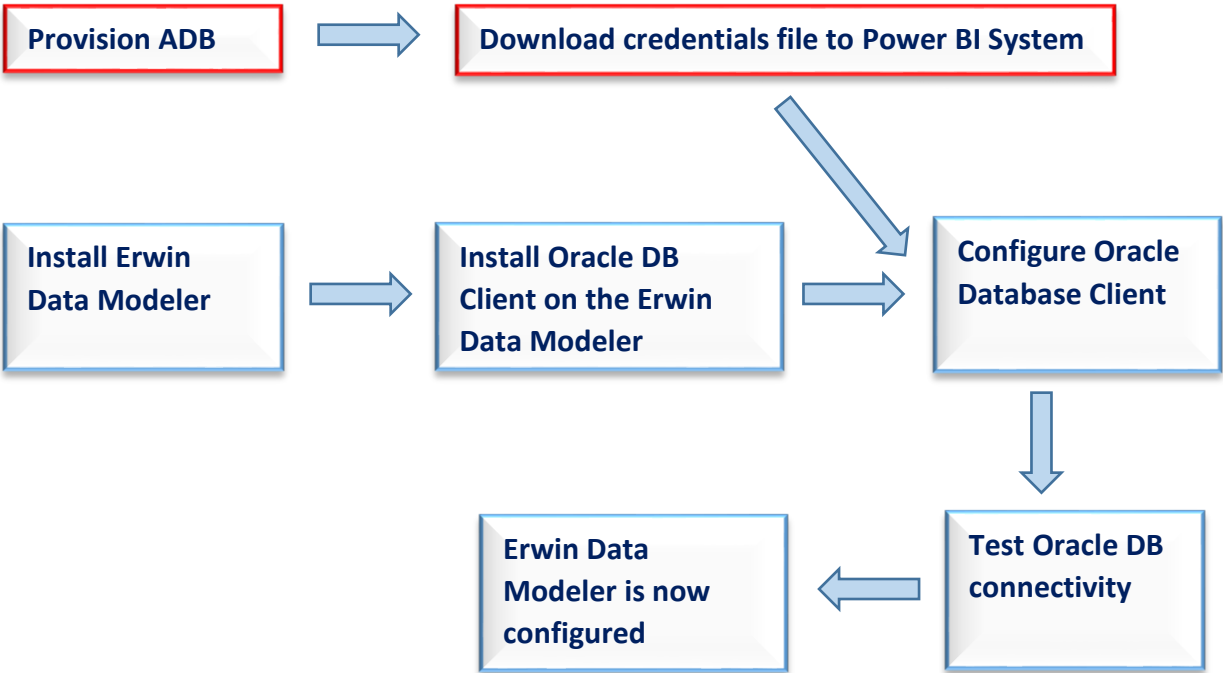 Provision ADB
Download credentials file to Power BI System
Install Erwin
Data Modeler
Install Oracle DB
Client on the Erwin
Data Modeler
Configure Oracle
Database Client
Erwin Data
Modeler is now
configured
Test Oracle DB
connectivity